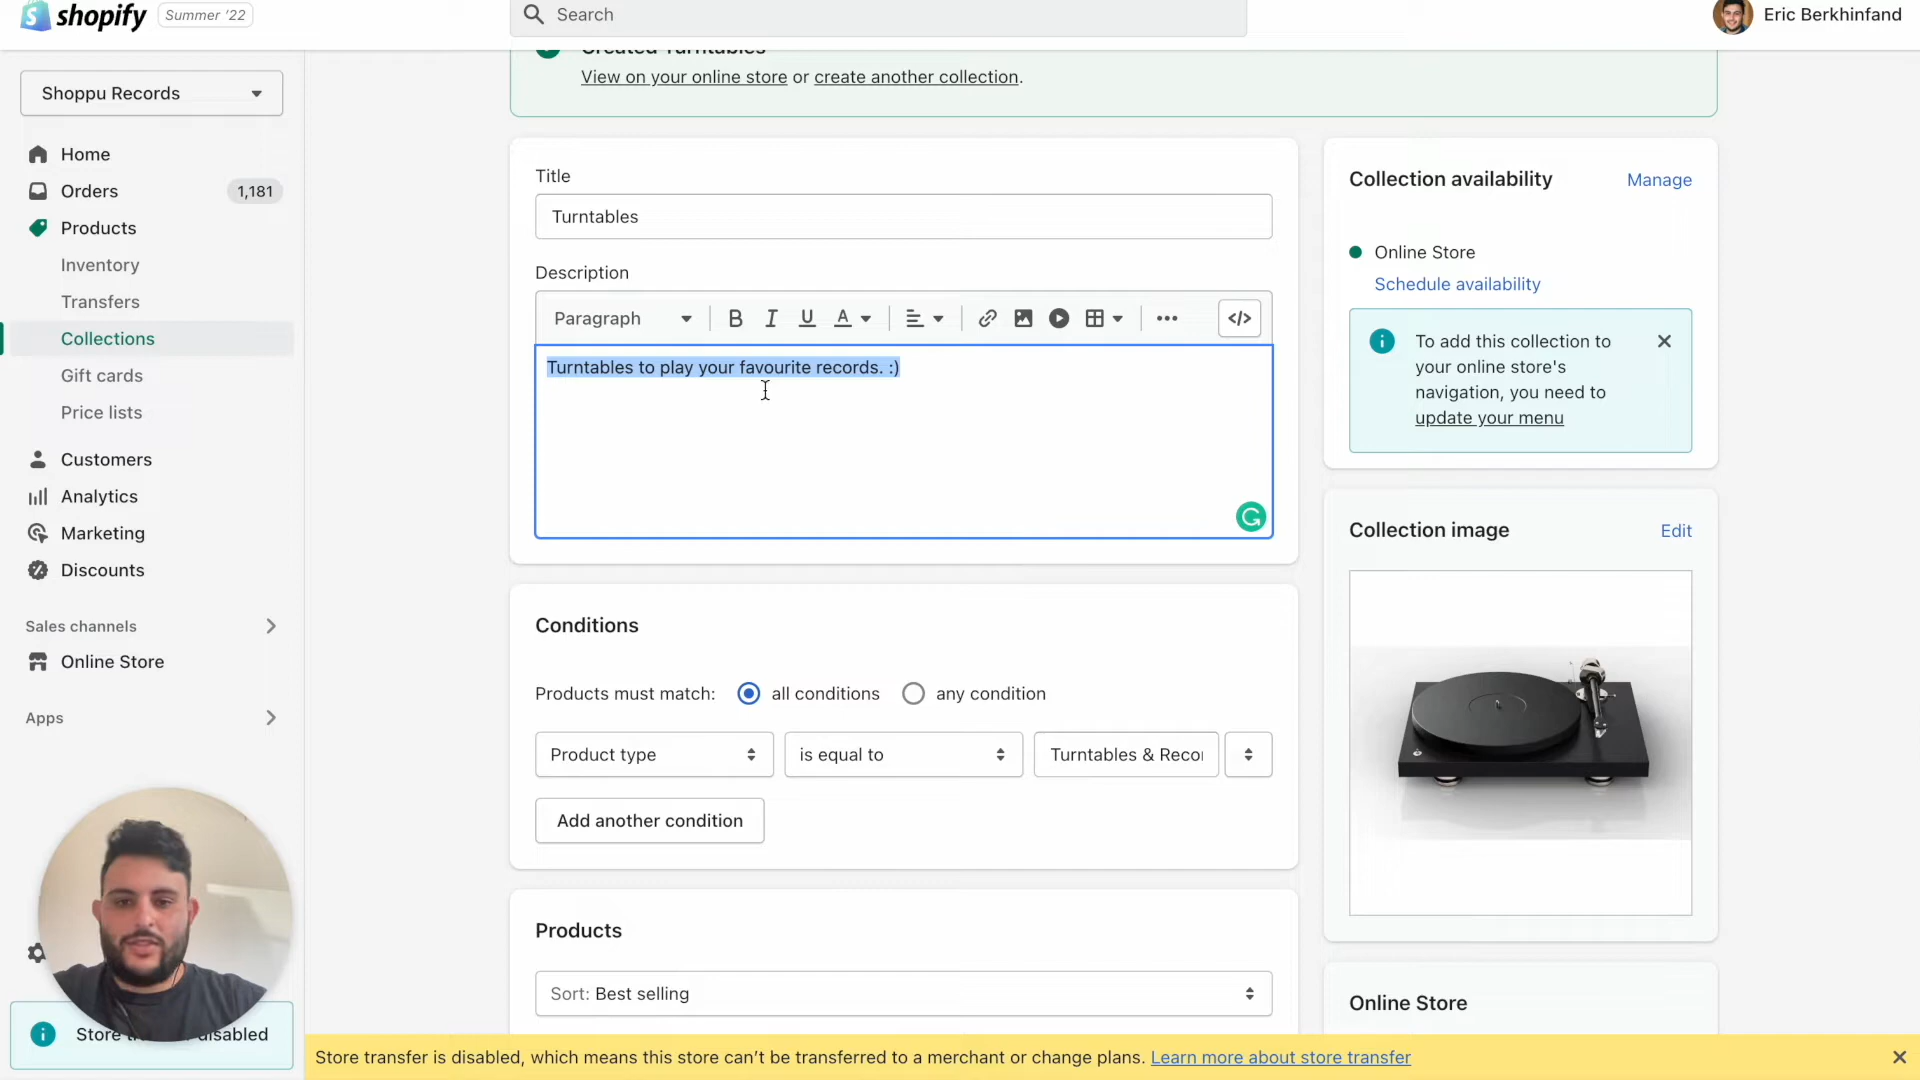 shopify
Summer '22
Search
Eric Berkhinfand
Shoppu Records
Home
Orders
1,181
Products
Inventory
Transfers
Collections
Gift cards
Price lists
Customers
Analytics
Marketing
Discounts
Sales channels
Online Store
Apps
Created Turntables
View on your online store or create another collection.
Title
Turntables
Description
Paragraph
B I U A
</>
Turntables to play your favourite records. :)
Conditions
Products must match: all conditions any condition
Product type
is equal to
Turntables & Recor
Add another condition
Products
Sort: Best selling
Collection availability
Manage
Online Store
Schedule availability
To add this collection to
your online store's
navigation, you need to
update your menu
Collection image
Edit
Online Store
Store
disabled
Store transfer is disabled, which means this store can't be transferred to a merchant or change plans. Learn more about store transfer